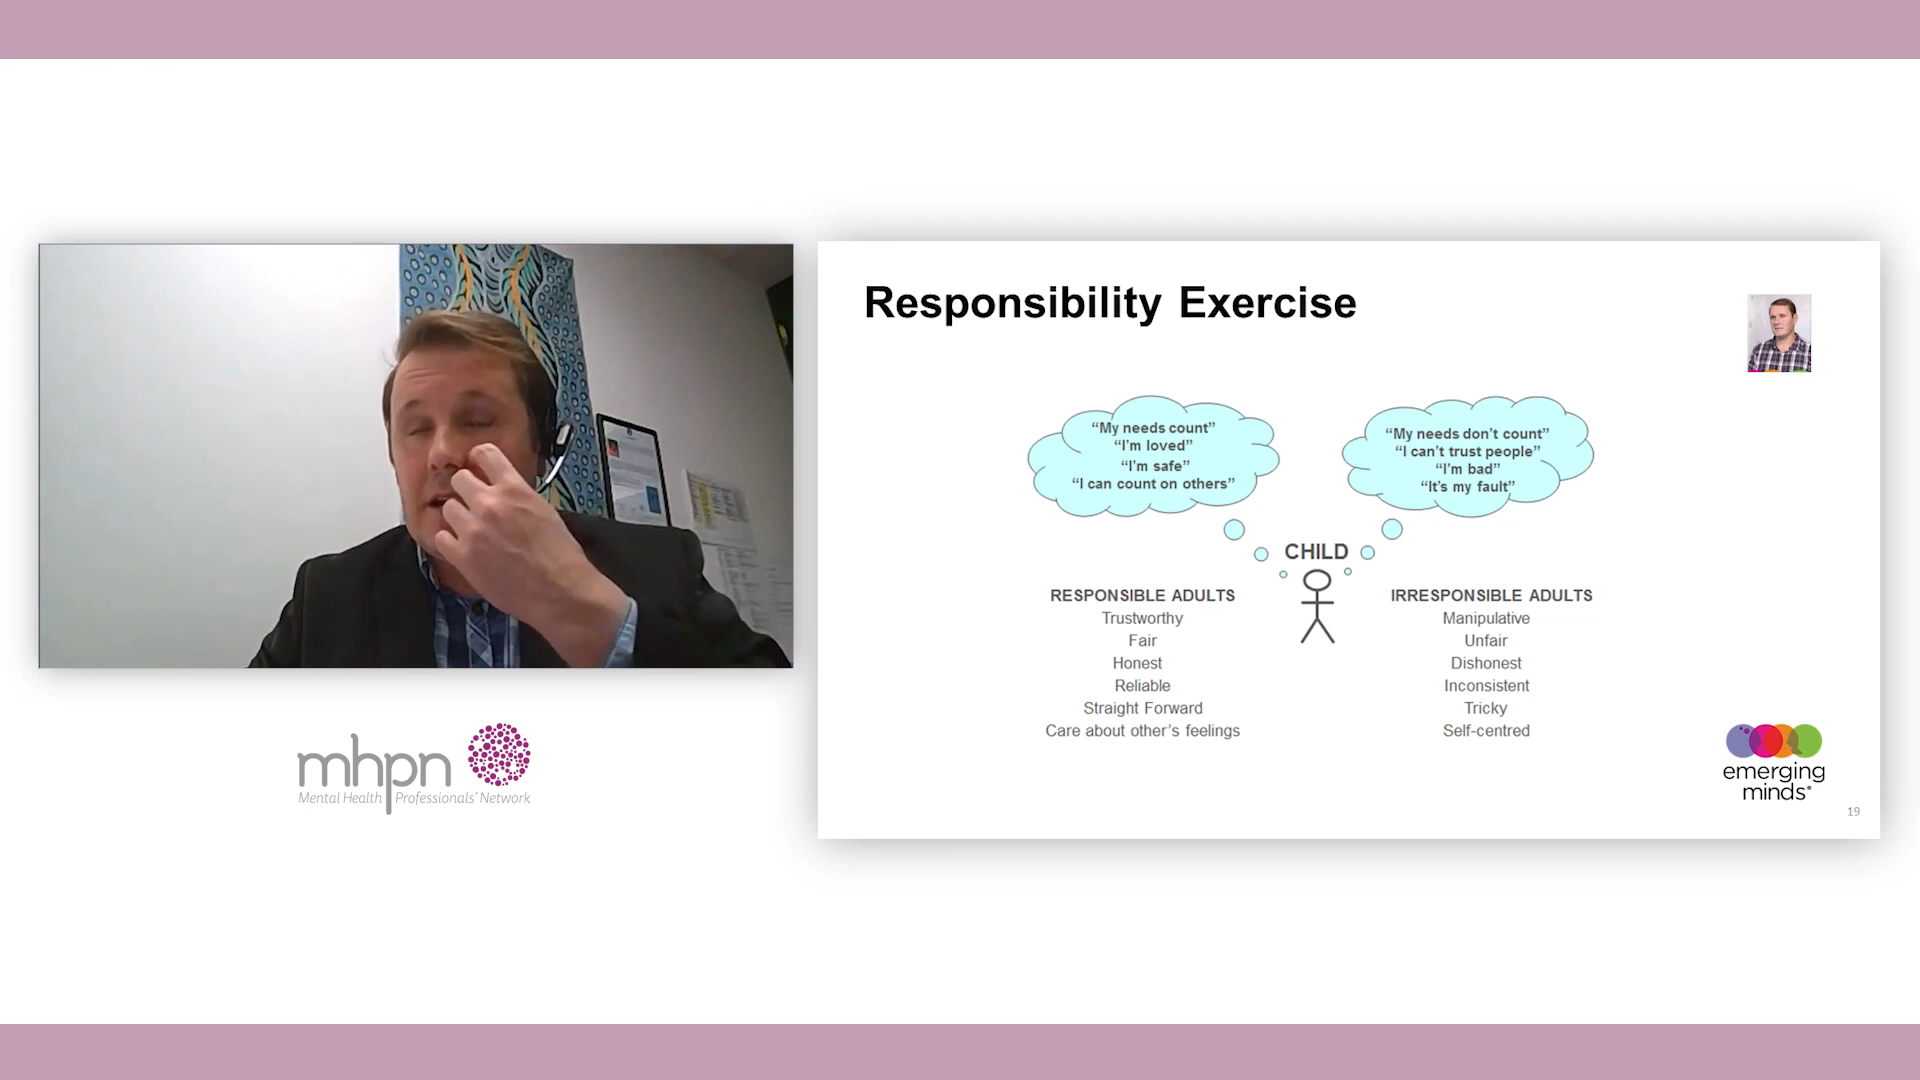 Responsibility Exercise
“My needs count”
“I’m loved”
“I’m safe”
“I can count on others”
“My needs don’t count”
“I can’t trust people”
“I’m bad”
“It’s my fault”
CHILD
RESPONSIBLE ADULTS
Trustworthy
Fair
Honest
Reliable
Straight Forward
Care about other’s feelings
IRRESPONSIBLE ADULTS
Manipulative
Unfair
Dishonest
Inconsistent
Tricky
Self-centred
mhpn
Mental Health Professionals’ Network
emerging
minds
19